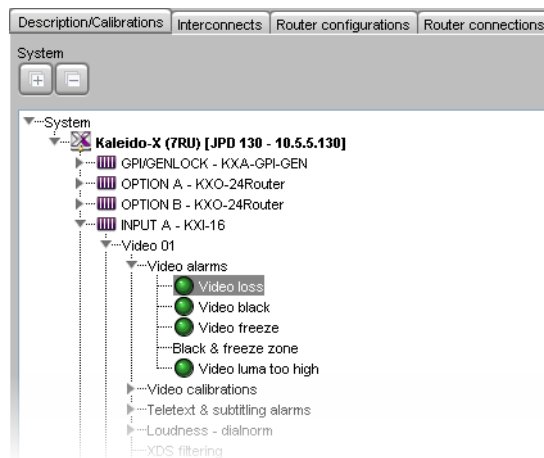 Description/Calibrations Interconnects Router configurations Router connections
System
System
Kaleido-X (7RU) [JPD 130 - 10.5.5.130]
GPI/GENLOCK - KXA-GPI-GEN
OPTION A - KXO-24Router
OPTION B - KXO-24Router
INPUT A - KXI-16
Video 01
Video alarms
Video loss
Video black
Video freeze
Black & freeze zone
Video luma too high
Video calibrations
Teletext & subtitling alarms
Loudness - dialnorm
XDS filtering